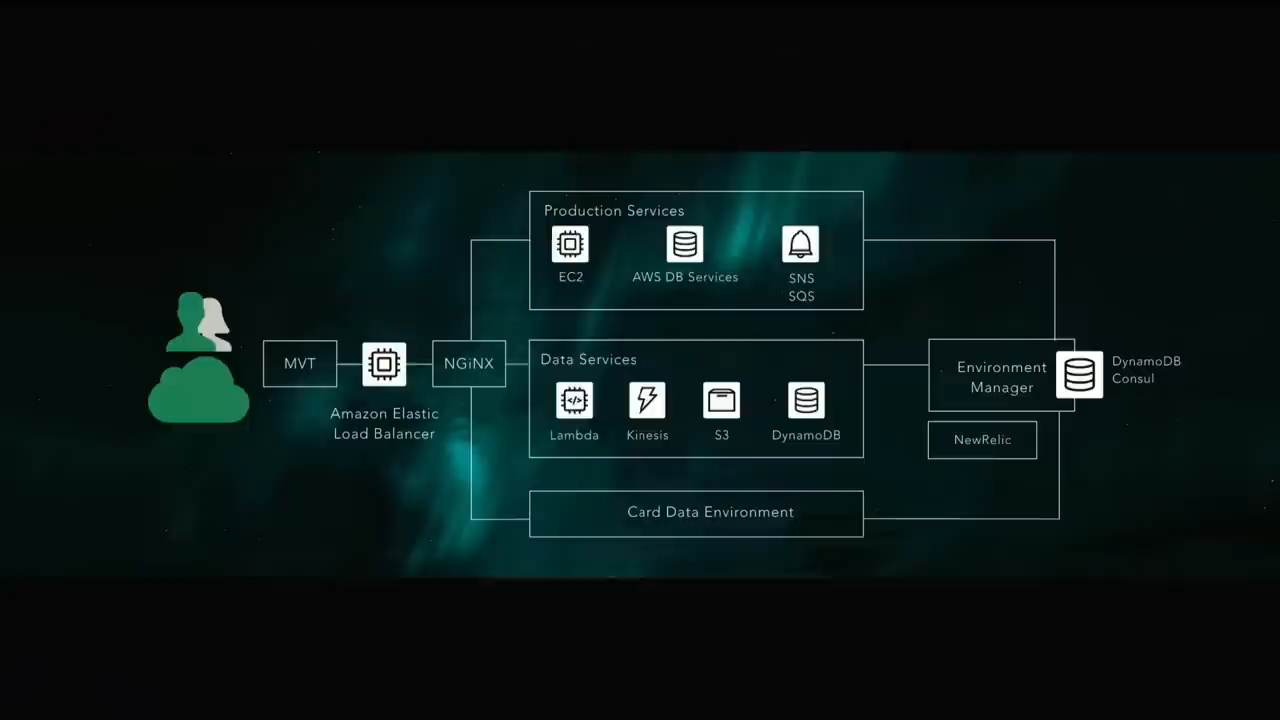 Production Services
EC2
AWS DB Services
SNS
SQS
MVT
Amazon Elastic
Load Balancer
NGiNX
Data Services
Lambda
Kinesis
S3
DynamoDB
Card Data Environment
Environment
Manager
DynamoDB
Consul
NewRelic